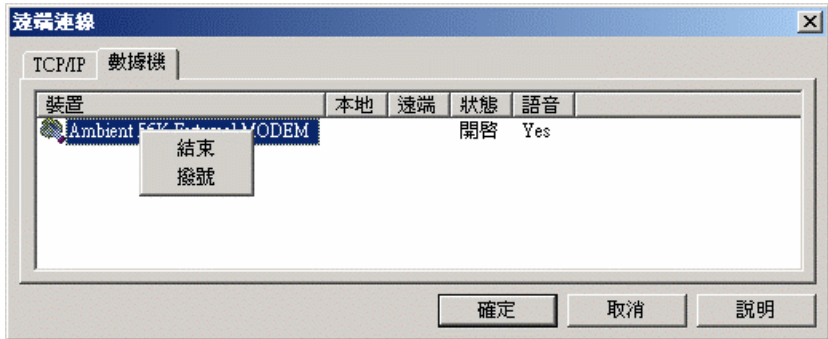 遠端連線
TCP/IP 數據機
裝置 本地 遠端 狀態 語音
Ambient 56K External MODEM 開啓 Yes
結束
撥號
確定 取消 說明